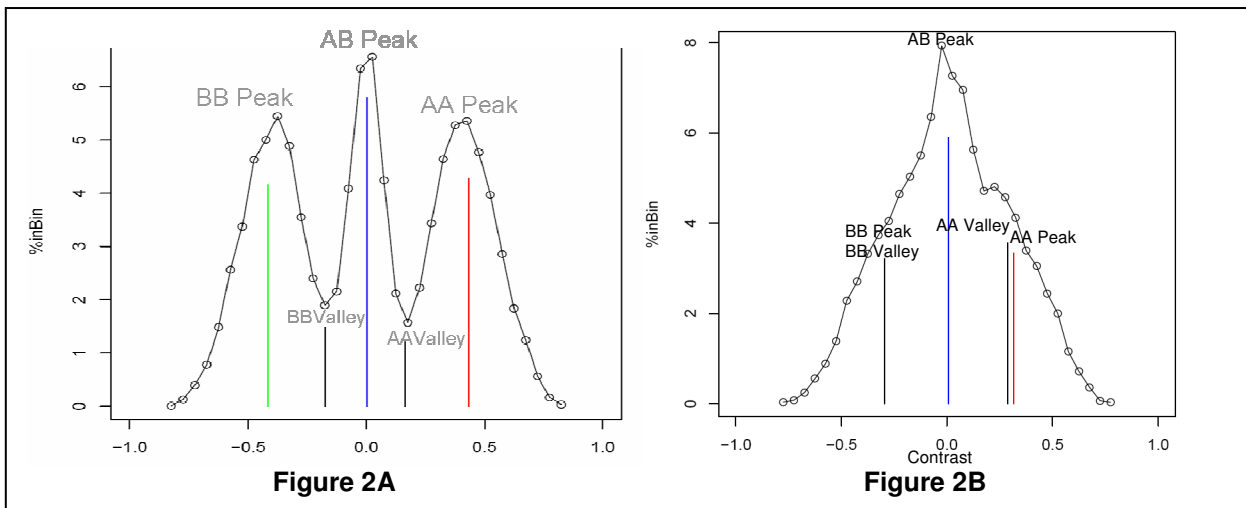 AB Peak
BB Peak
AA Peak
BBValley
AAValley
%inBin
0
1
2
3
4
5
6
−1.0 −0.5 0.0 0.5 1.0
Figure 2A
AB Peak
BB Peak
BB Valley
AA Valley
AA Peak
%inBin
0
2
4
6
8
−1.0 −0.5 0.0 0.5 1.0
Contrast
Figure 2B